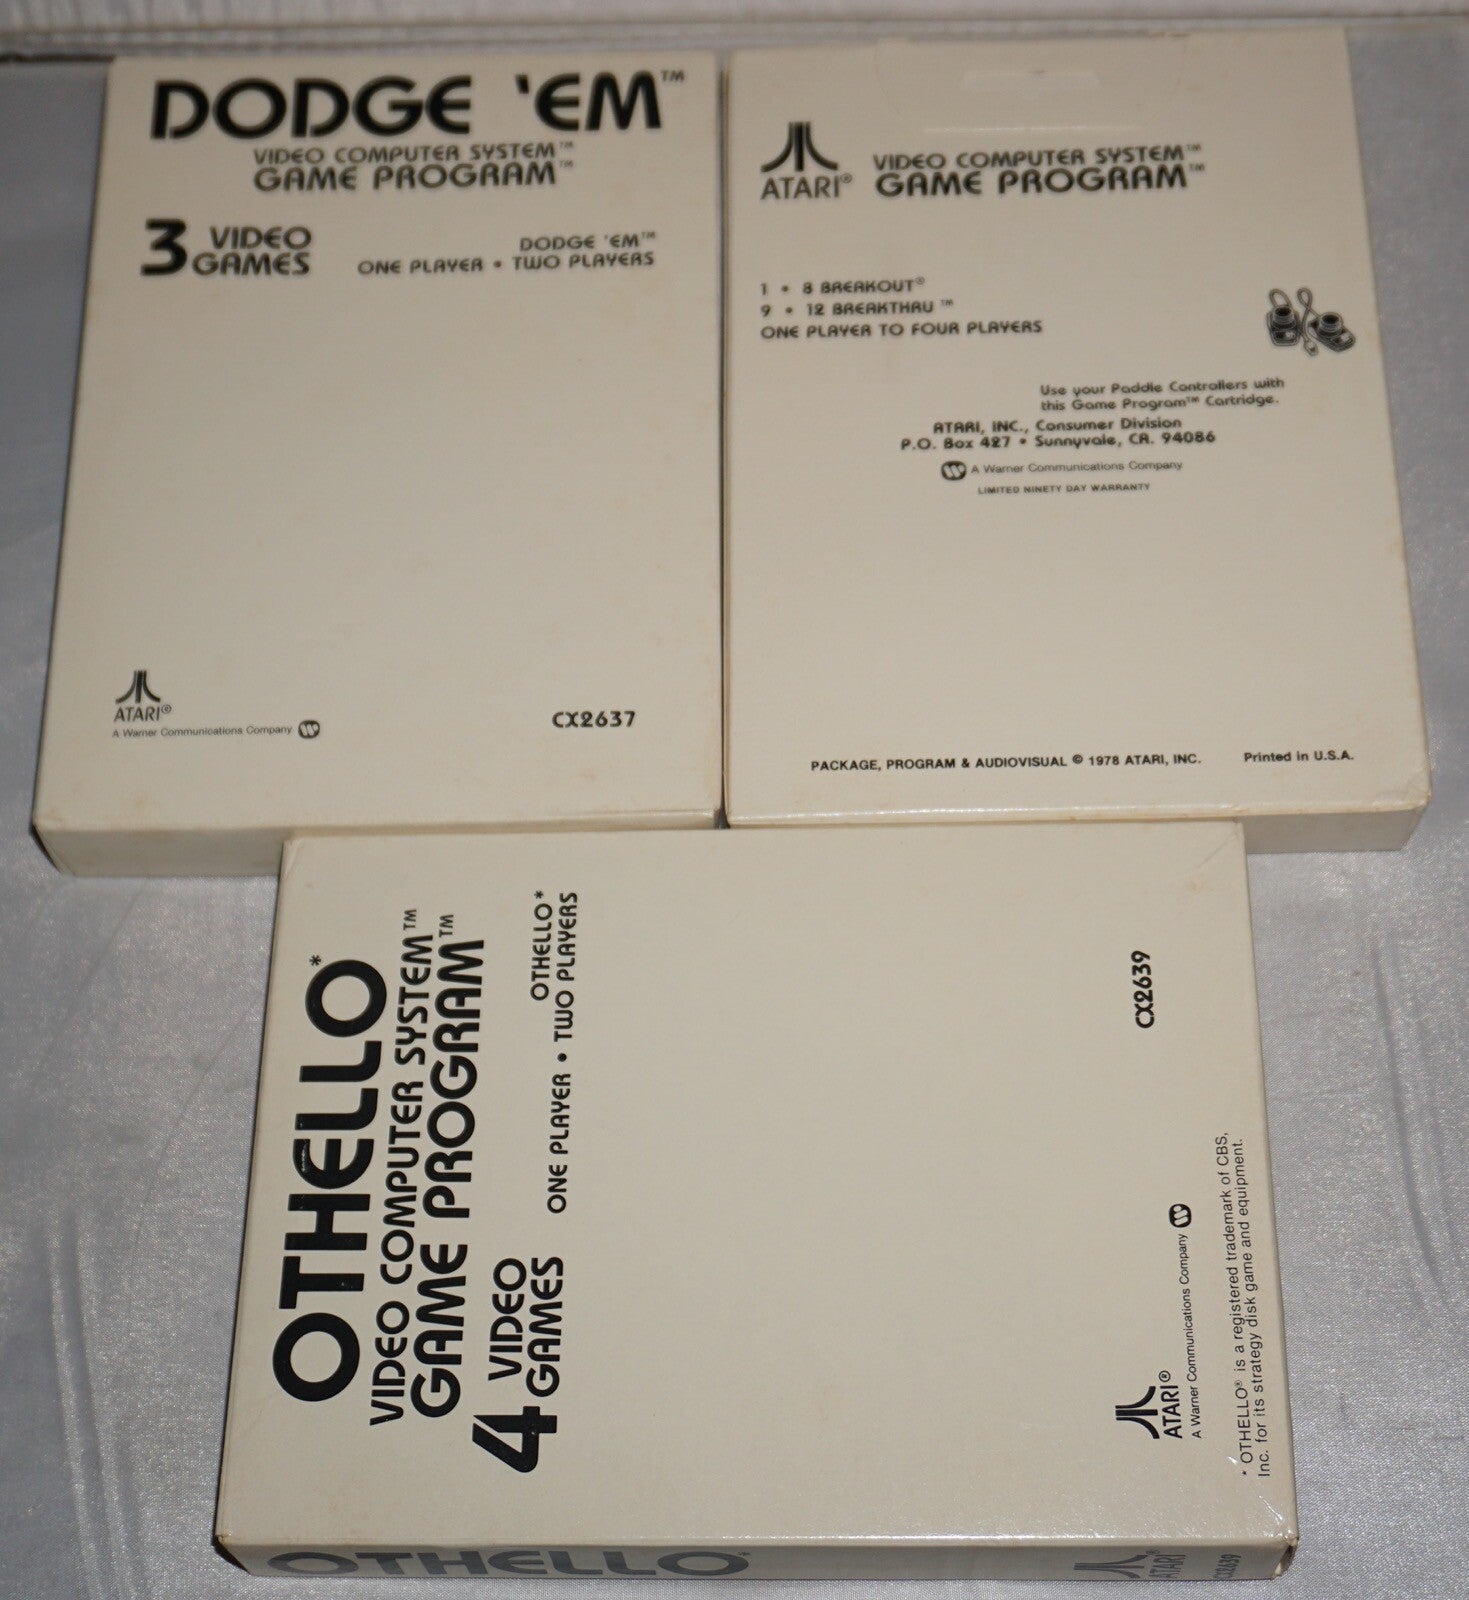 DODGE 'EM™
VIDEO COMPUTER SYSTEM™
GAME PROGRAM™
3 VIDEO GAMES
DODGE 'EM™
ONE PLAYER • TWO PLAYERS
ATARI®
A Warner Communications Company
CX2637
ATARI®
VIDEO COMPUTER SYSTEM™
GAME PROGRAM™
1 • 8 BREAKOUT®
9 • 12 BREAKTHRU™
ONE PLAYER TO FOUR PLAYERS
Use your Paddle Controllers with
this Game Program™ Cartridge.
ATARI, INC., Consumer Division
P.O. Box 427 • Sunnyvale, CA. 94086
A Warner Communications Company
LIMITED NINETY DAY WARRANTY
PACKAGE, PROGRAM & AUDIOVISUAL © 1978 ATARI, INC.
Printed in U.S.A.
OTHELLO*
VIDEO COMPUTER SYSTEM™
GAME PROGRAM™
4 VIDEO GAMES
OTHELLO*
ONE PLAYER • TWO PLAYERS
CX2639
ATARI®
A Warner Communications Company
* OTHELLO® is a registered trademark of CBS,
Inc. for its strategy disk game and equipment.
OTHELLO*
ATARI®
CX2639